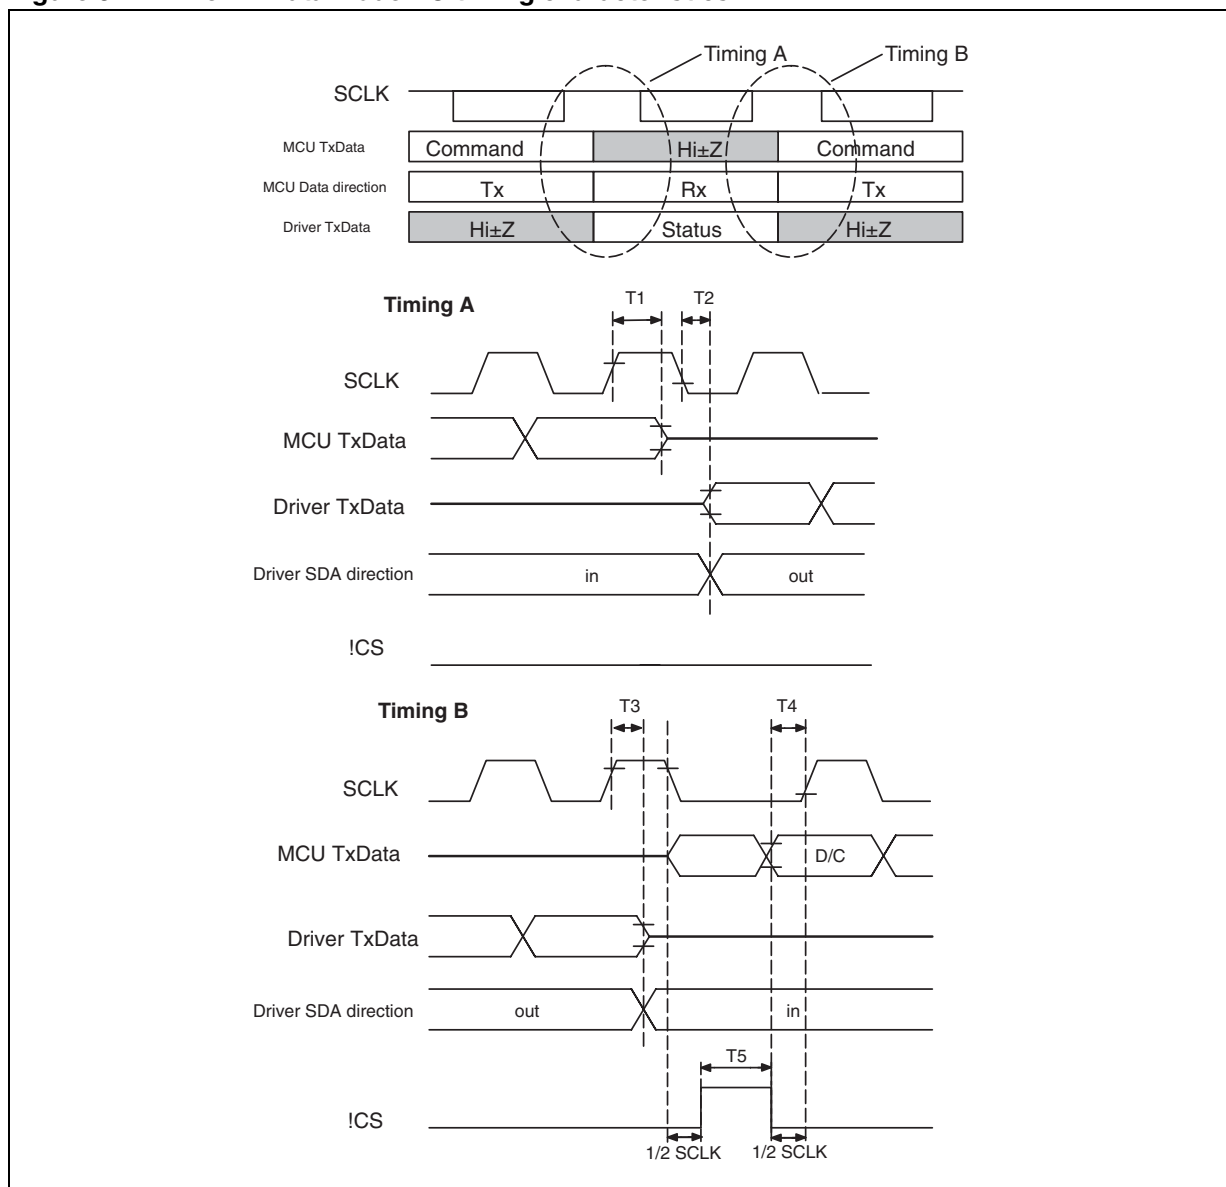 Timing A Timing B
SCLK
MCU TxData Command Hi±Z Command
MCU Data direction Tx Rx Tx
Driver TxData Hi±Z Status Hi±Z
Timing A
T1 T2
SCLK
MCU TxData
Driver TxData
Driver SDA direction in out
!CS
Timing B
T3 T4
SCLK
MCU TxData D/C
Driver TxData
Driver SDA direction out in
T5
!CS
1/2 SCLK 1/2 SCLK